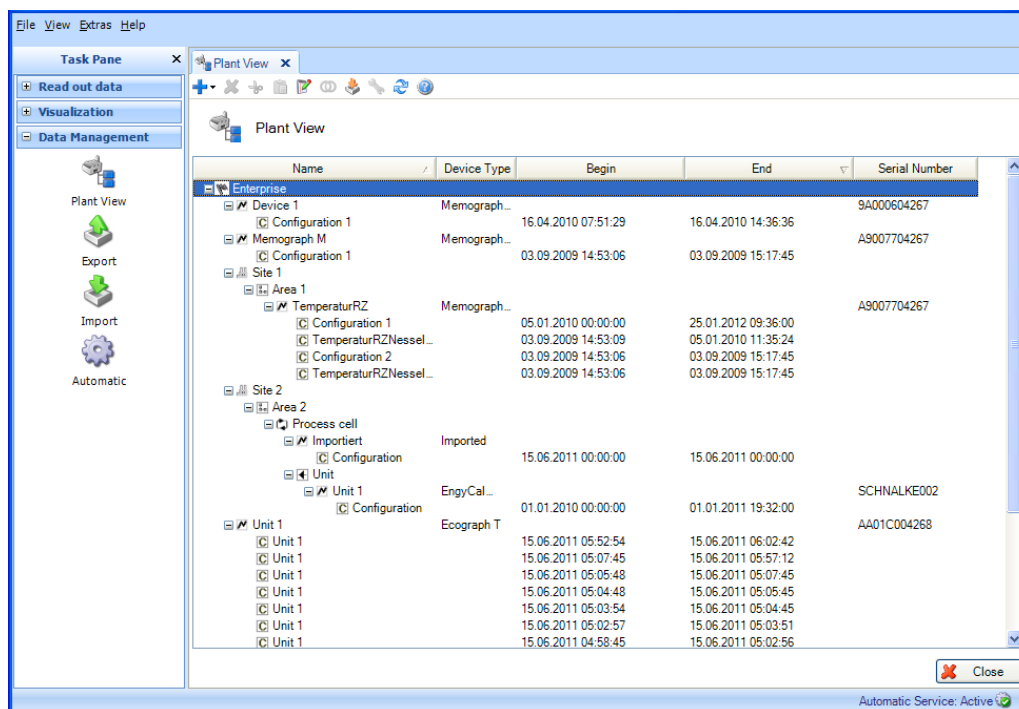 File View Extras Help
Task Pane
Plant View
Read out data
Visualization
Data Management
Plant View
Export
Import
Automatic
Plant View
Name Device Type Begin End Serial Number
Enterprise
Device 1 Memograph... 9A000604267
C Configuration 1 16.04.2010 07:51:29 16.04.2010 14:36:36
Memograph M Memograph... A9007704267
C Configuration 1 03.09.2009 14:53:06 03.09.2009 15:17:45
Site 1
Area 1
TemperaturRZ Memograph... A9007704267
C Configuration 1 05.01.2010 00:00:00 25.01.2012 09:36:00
C TemperaturRZNessel... 03.09.2009 14:53:09 05.01.2010 11:35:24
C Configuration 2 03.09.2009 14:53:06 03.09.2009 15:17:45
C TemperaturRZNessel... 03.09.2009 14:53:06 03.09.2009 15:17:45
Site 2
Area 2
Process cell
Importiert Imported
C Configuration 15.06.2011 00:00:00 15.06.2011 00:00:00
Unit
Unit 1 EngyCal... SCHNALKE002
C Configuration 01.01.2010 00:00:00 01.01.2011 19:32:00
Unit 1 Ecograph T AA01C004268
C Unit 1 15.06.2011 05:52:54 15.06.2011 06:02:42
C Unit 1 15.06.2011 05:07:45 15.06.2011 05:57:12
C Unit 1 15.06.2011 05:05:48 15.06.2011 05:07:45
C Unit 1 15.06.2011 05:04:48 15.06.2011 05:05:45
C Unit 1 15.06.2011 05:03:54 15.06.2011 05:04:45
C Unit 1 15.06.2011 05:02:57 15.06.2011 05:03:51
C Unit 1 15.06.2011 04:58:45 15.06.2011 05:02:56
Close
Automatic Service: Active